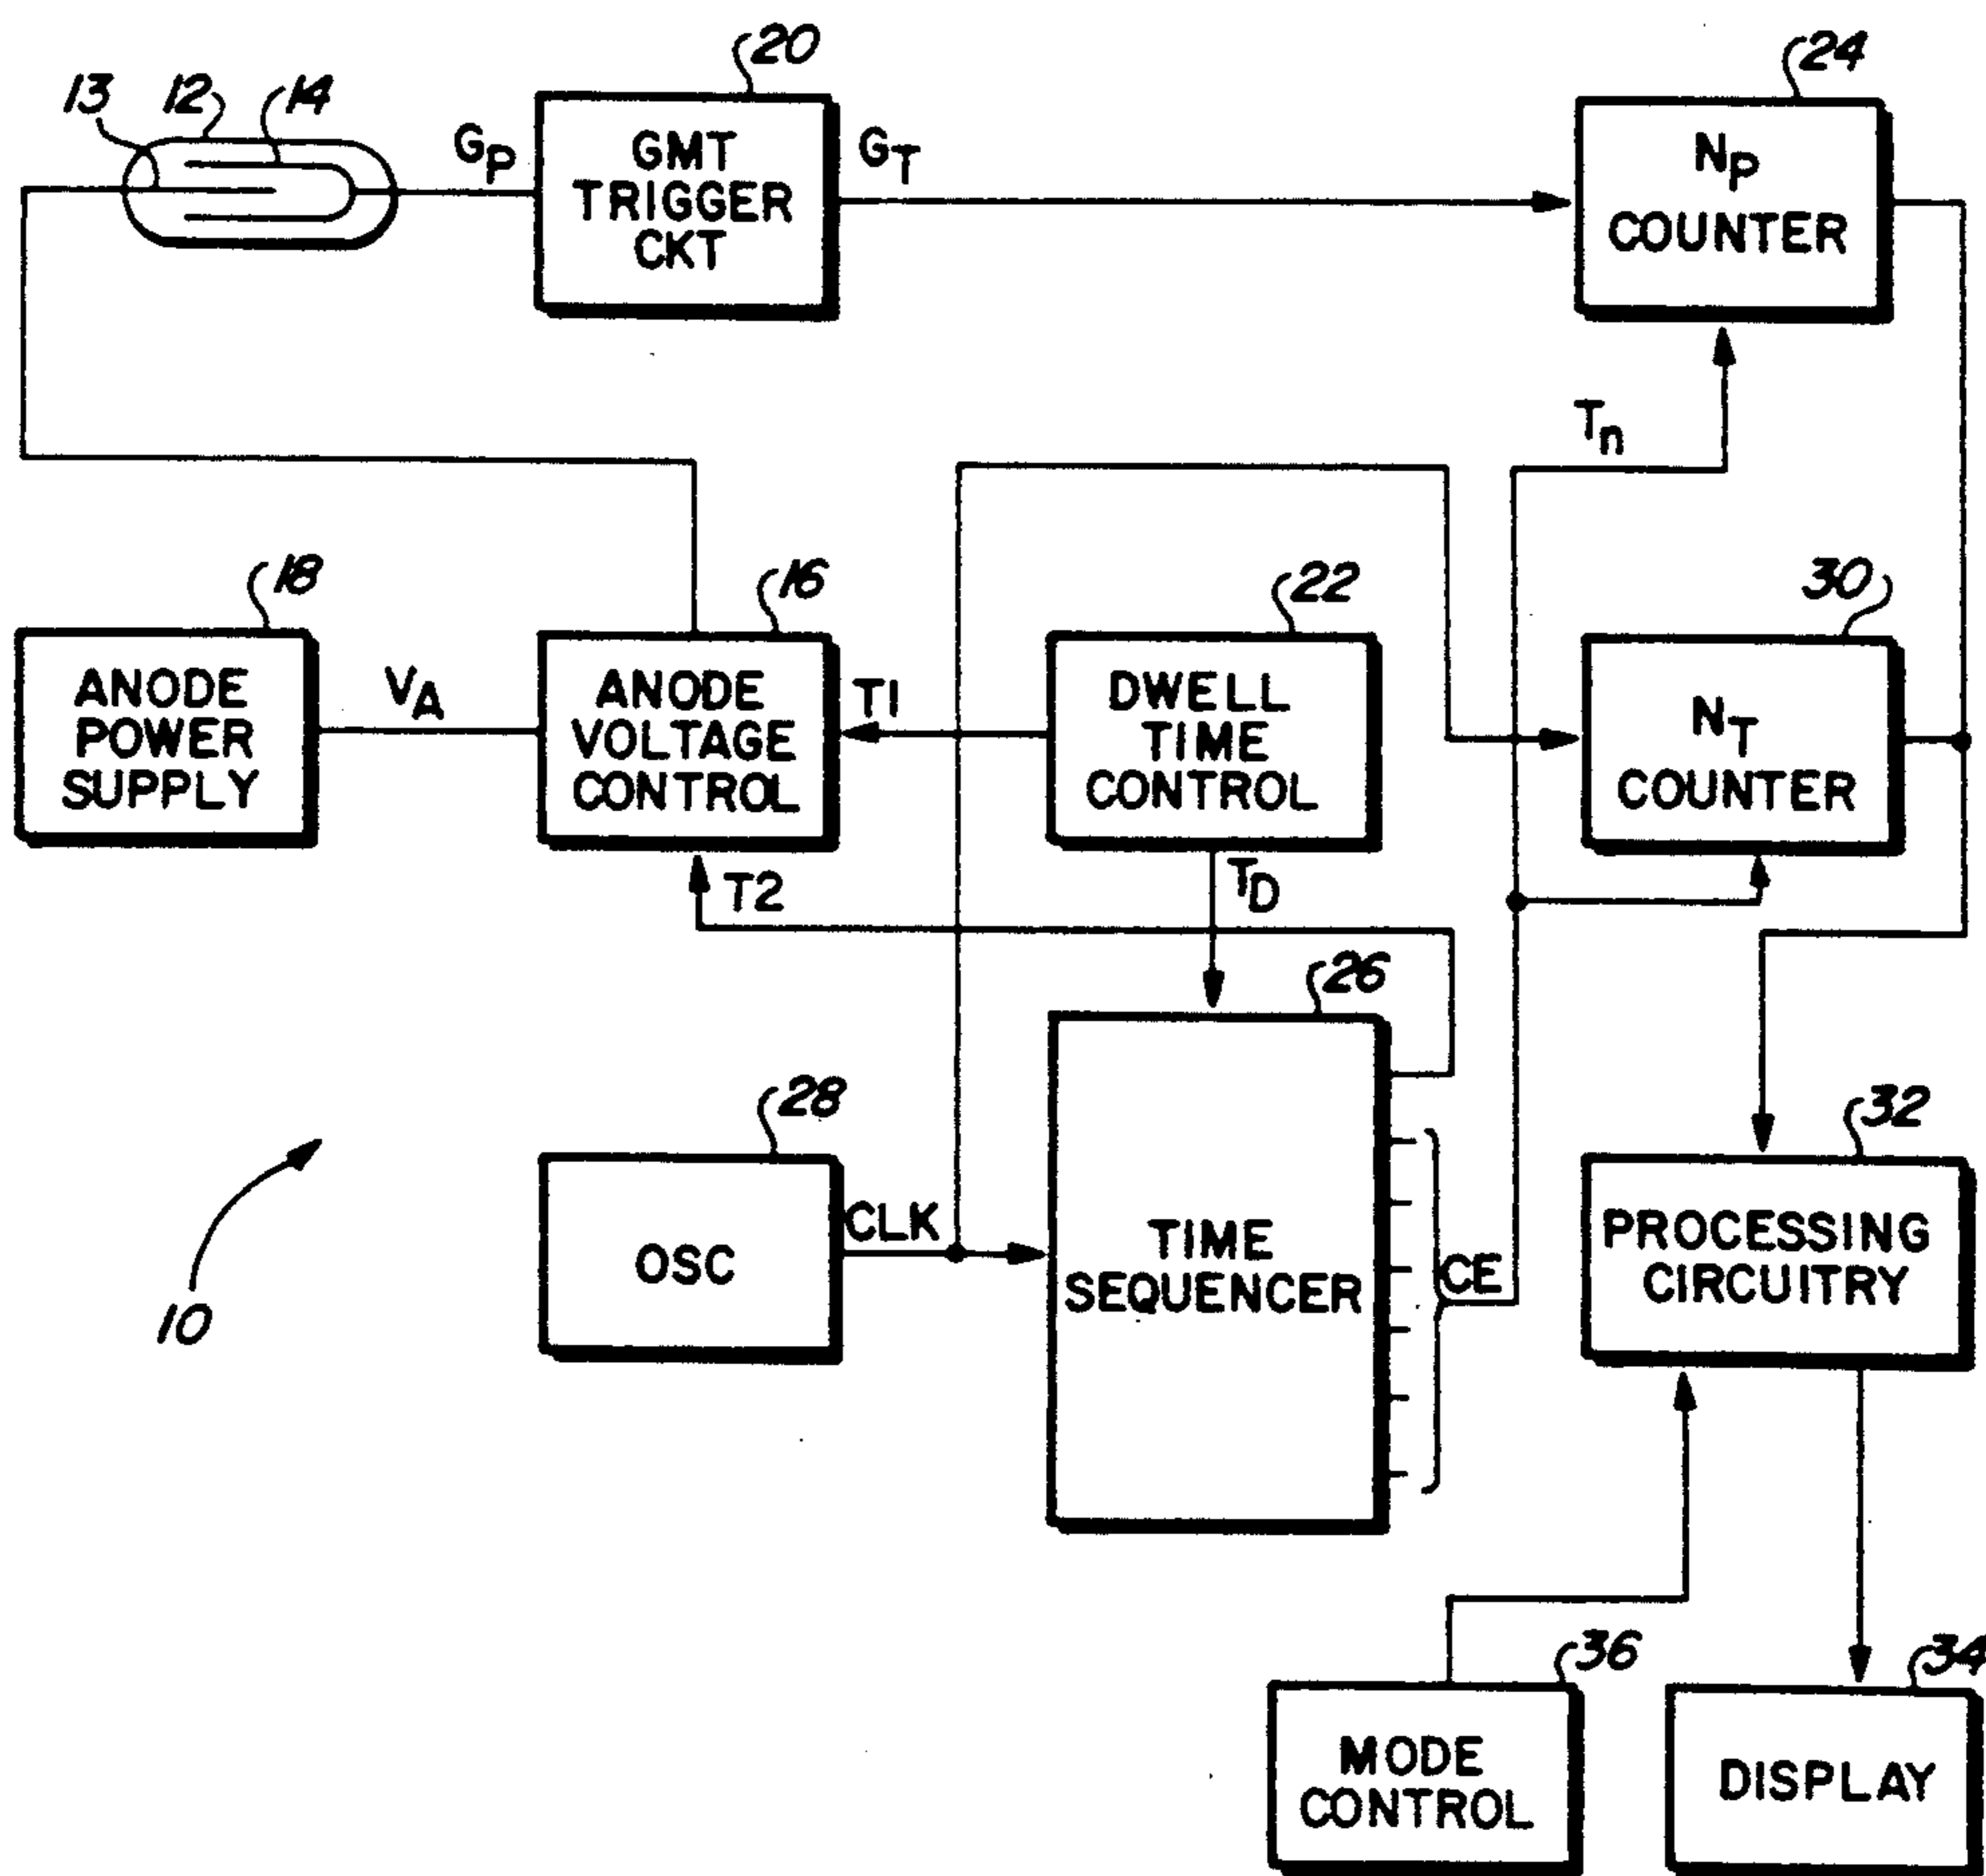 20
24
13
12
14
GP
GMT
TRIGGER
CKT
GT
NP
COUNTER
Tn
18
16
22
30
ANODE
POWER
SUPPLY
VA
ANODE
VOLTAGE
CONTROL
T1
DWELL
TIME
CONTROL
NT
COUNTER
T2
TD
26
28
32
OSC
CLK
TIME
SEQUENCER
CE
PROCESSING
CIRCUITRY
10
36
34
MODE
CONTROL
DISPLAY